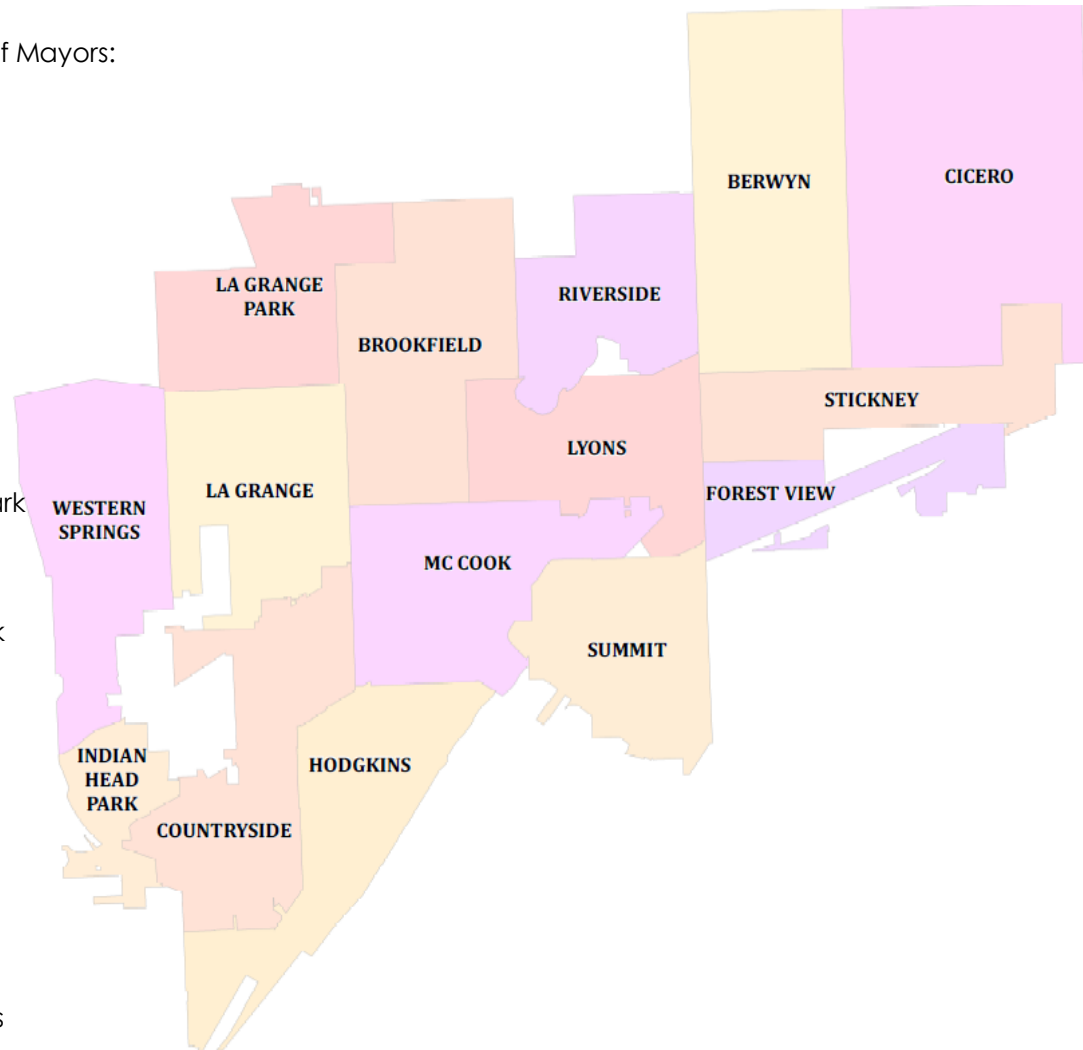 f Mayors:
BERWYN
CICERO
LA GRANGE
PARK
RIVERSIDE
BROOKFIELD
STICKNEY
LYONS
ark
WESTERN
SPRINGS
LA GRANGE
FOREST VIEW
MC COOK
k
SUMMIT
INDIAN
HEAD
PARK
HODGKINS
COUNTRYSIDE
s